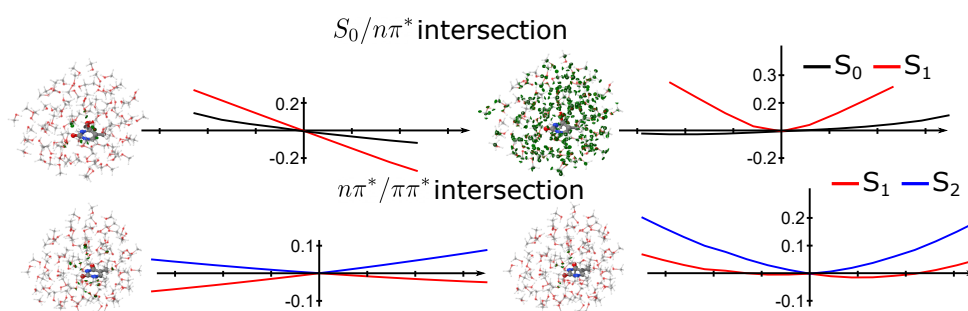 S₀/nπ* intersection
0.2
-0.2
0.3
0.2
-0.2
S₀ S₁
nπ*/ππ* intersection
0.1
-0.1
0.2
0.1
-0.1
S₁ S₂